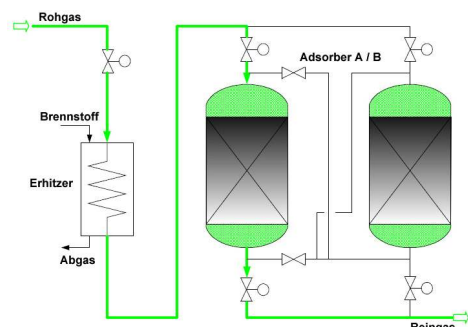 Rohgas
Adsorber A / B
Brennstoff
Erhitzer
Abgas
Reingas